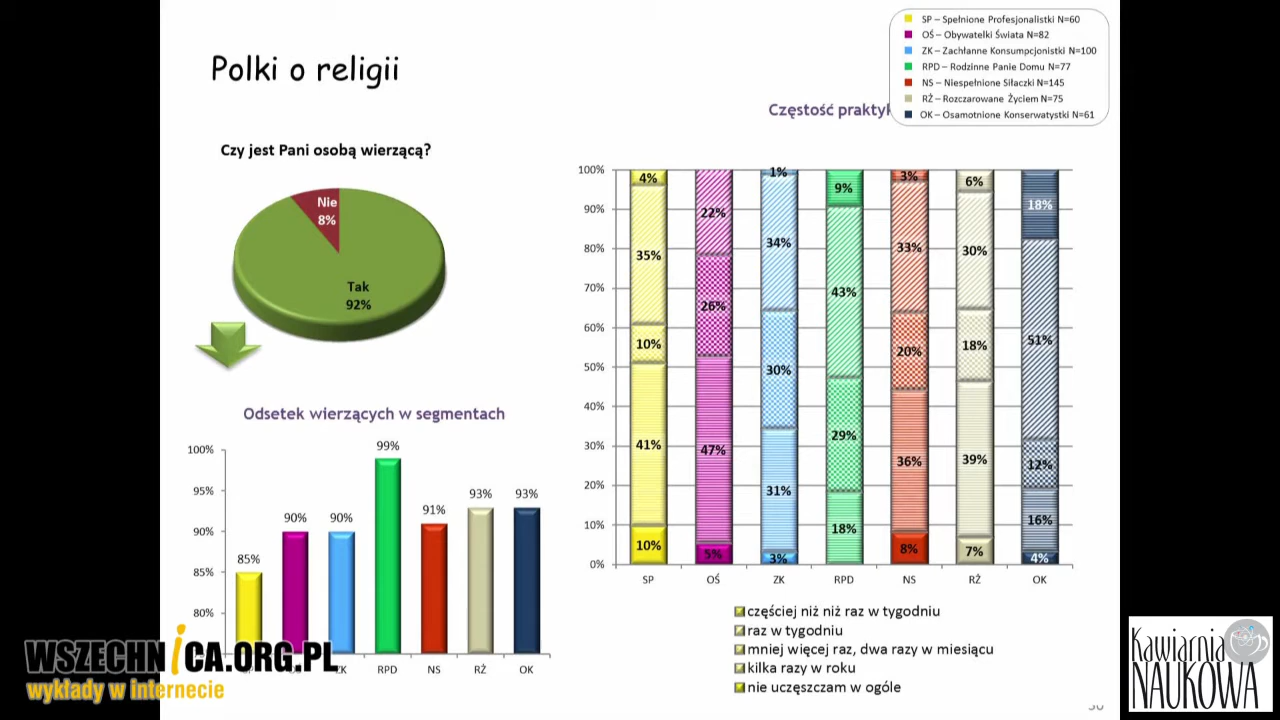 Polki o religii
SP – Spełnione Profesjonalistki N=60
OŚ – Obywatelki Świata N=82
ZK – Zachłanne Konsumpcjonistki N=100
RPD – Rodzinne Panie Domu N=77
NS – Niespełnione Siłaczki N=145
RŻ – Rozczarowane Życiem N=75
OK – Osamotnione Konserwatystki N=61
Czy jest Pani osobą wierzącą?
Nie
8%
Tak
92%
Odsetek wierzących w segmentach
100%
95%
90%
85%
80%
85%
90%
90%
99%
91%
93%
93%
ZK
RPD
NS
RŻ
OK
Częstość
100%
90%
80%
70%
60%
50%
40%
30%
20%
10%
0%
4%
35%
10%
41%
10%
22%
26%
47%
5%
1%
34%
30%
31%
3%
9%
43%
29%
18%
3%
33%
20%
36%
8%
6%
30%
18%
39%
7%
18%
51%
12%
16%
4%
SP
OŚ
ZK
RPD
NS
RŻ
OK
częściej niż niż raz w tygodniu
raz w tygodniu
mniej więcej raz, dwa razy w miesiącu
kilka razy w roku
nie uczęszczam w ogóle
WSZECHNiCA.ORG.PL
wykłady w internecie
Kawiarnia
NAUKOWA